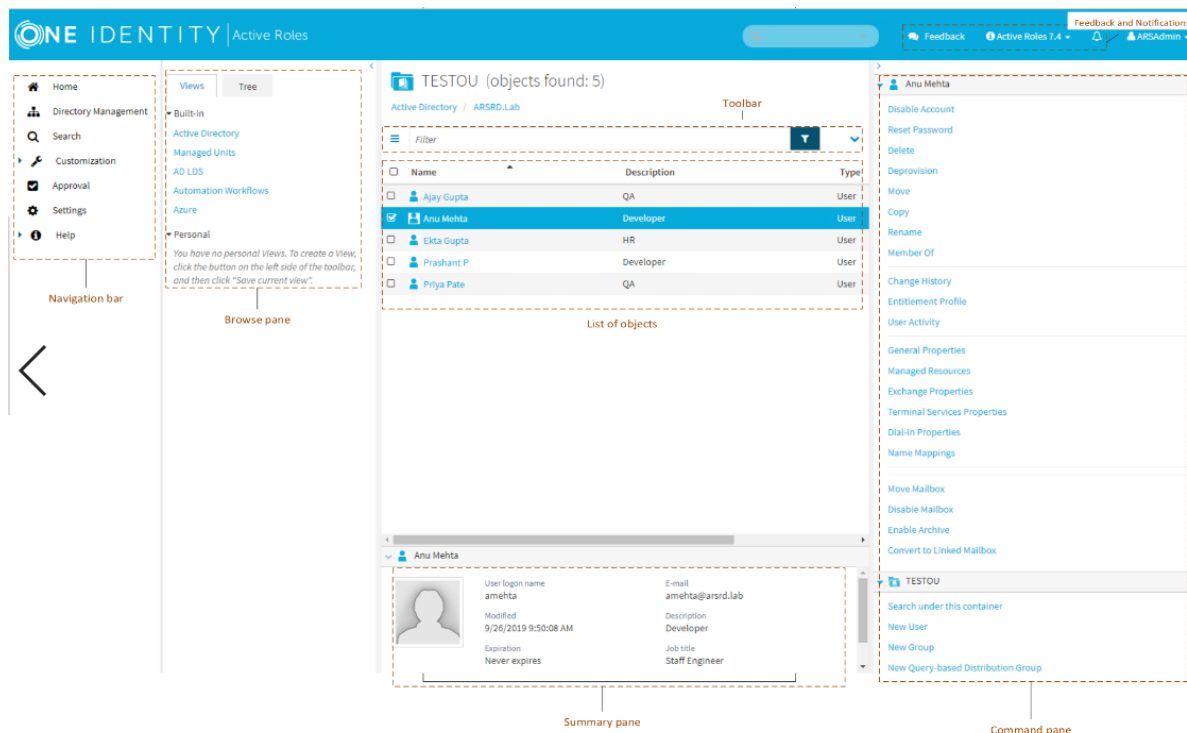 ONE IDENTITY | Active Roles
Feedback
Active Roles 7.4
Feedback and Notifications
ARSAdmin
Home
Directory Management
Search
Customization
Approval
Settings
Help
Navigation bar
Views
Tree
Built-in
Active Directory
Managed Units
AD LDS
Automation Workflows
Azure
Personal
You have no personal Views. To create a View,
click the button on the left side of the toolbar,
and then click "Save current view".
Browse pane
TESTOU (objects found: 5)
Active Directory / ARSRD.Lab
Toolbar
Filter
Name Description Type
Ajay Gupta QA User
Anu Mehta Developer User
Ekta Gupta HR User
Prashant P Developer User
Priya Pate QA User
List of objects
Anu Mehta
User logon name
amehta
E-mail
amehta@arsrd.lab
Modified
9/26/2019 9:50:08 AM
Description
Developer
Expiration
Never expires
Job title
Staff Engineer
Summary pane
Anu Mehta
Disable Account
Reset Password
Delete
Deprovision
Move
Copy
Rename
Member Of
Change History
Entitlement Profile
User Activity
General Properties
Managed Resources
Exchange Properties
Terminal Services Properties
Dial-in Properties
Name Mappings
Move Mailbox
Disable Mailbox
Enable Archive
Convert to Linked Mailbox
TESTOU
Search under this container
New User
New Group
New Query-based Distribution Group
Command pane